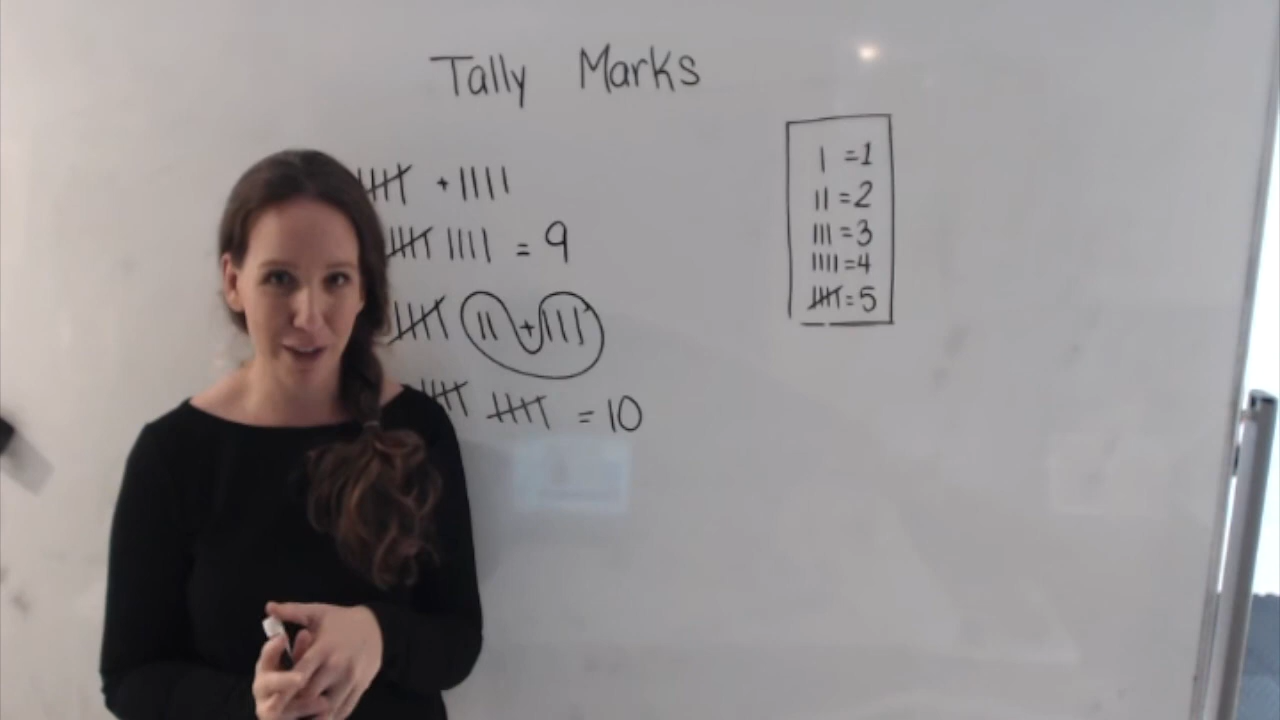 Tally Marks
𝍸 + ||||
𝍸 |||| = 9
𝍸 || + |||
𝍸 𝍸 = 10
| =1
|| =2
||| =3
|||| =4
𝍸 = 5